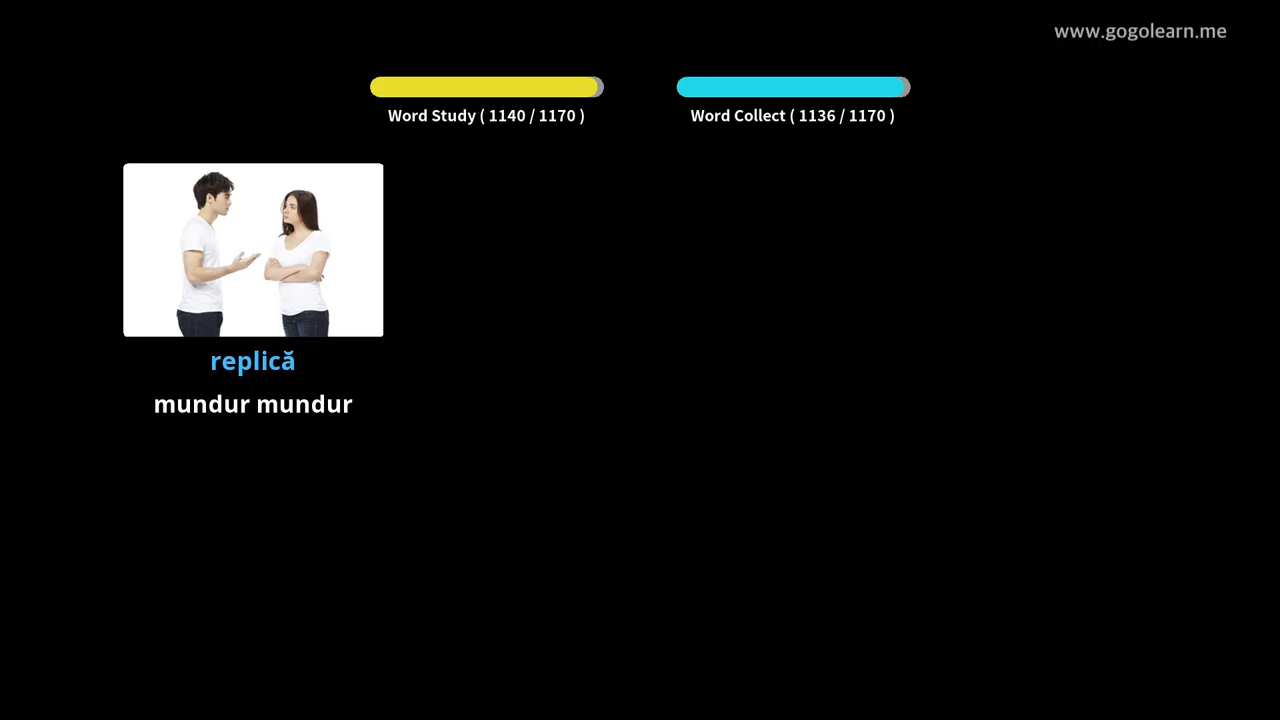 www.gogolearn.me
Word Study ( 1140 / 1170 )
Word Collect ( 1136 / 1170 )
replică
mundur mundur